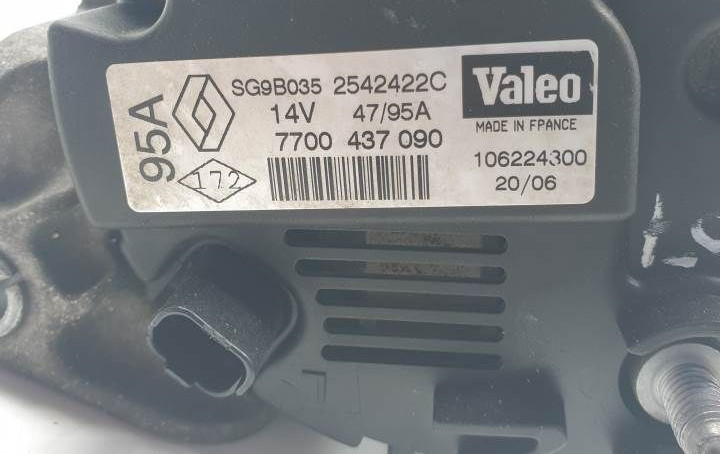 95A
SG9B035 2542422C
14V 47/95A
7700 437 090
172
Valeo
MADE IN FRANCE
106224300
20/06